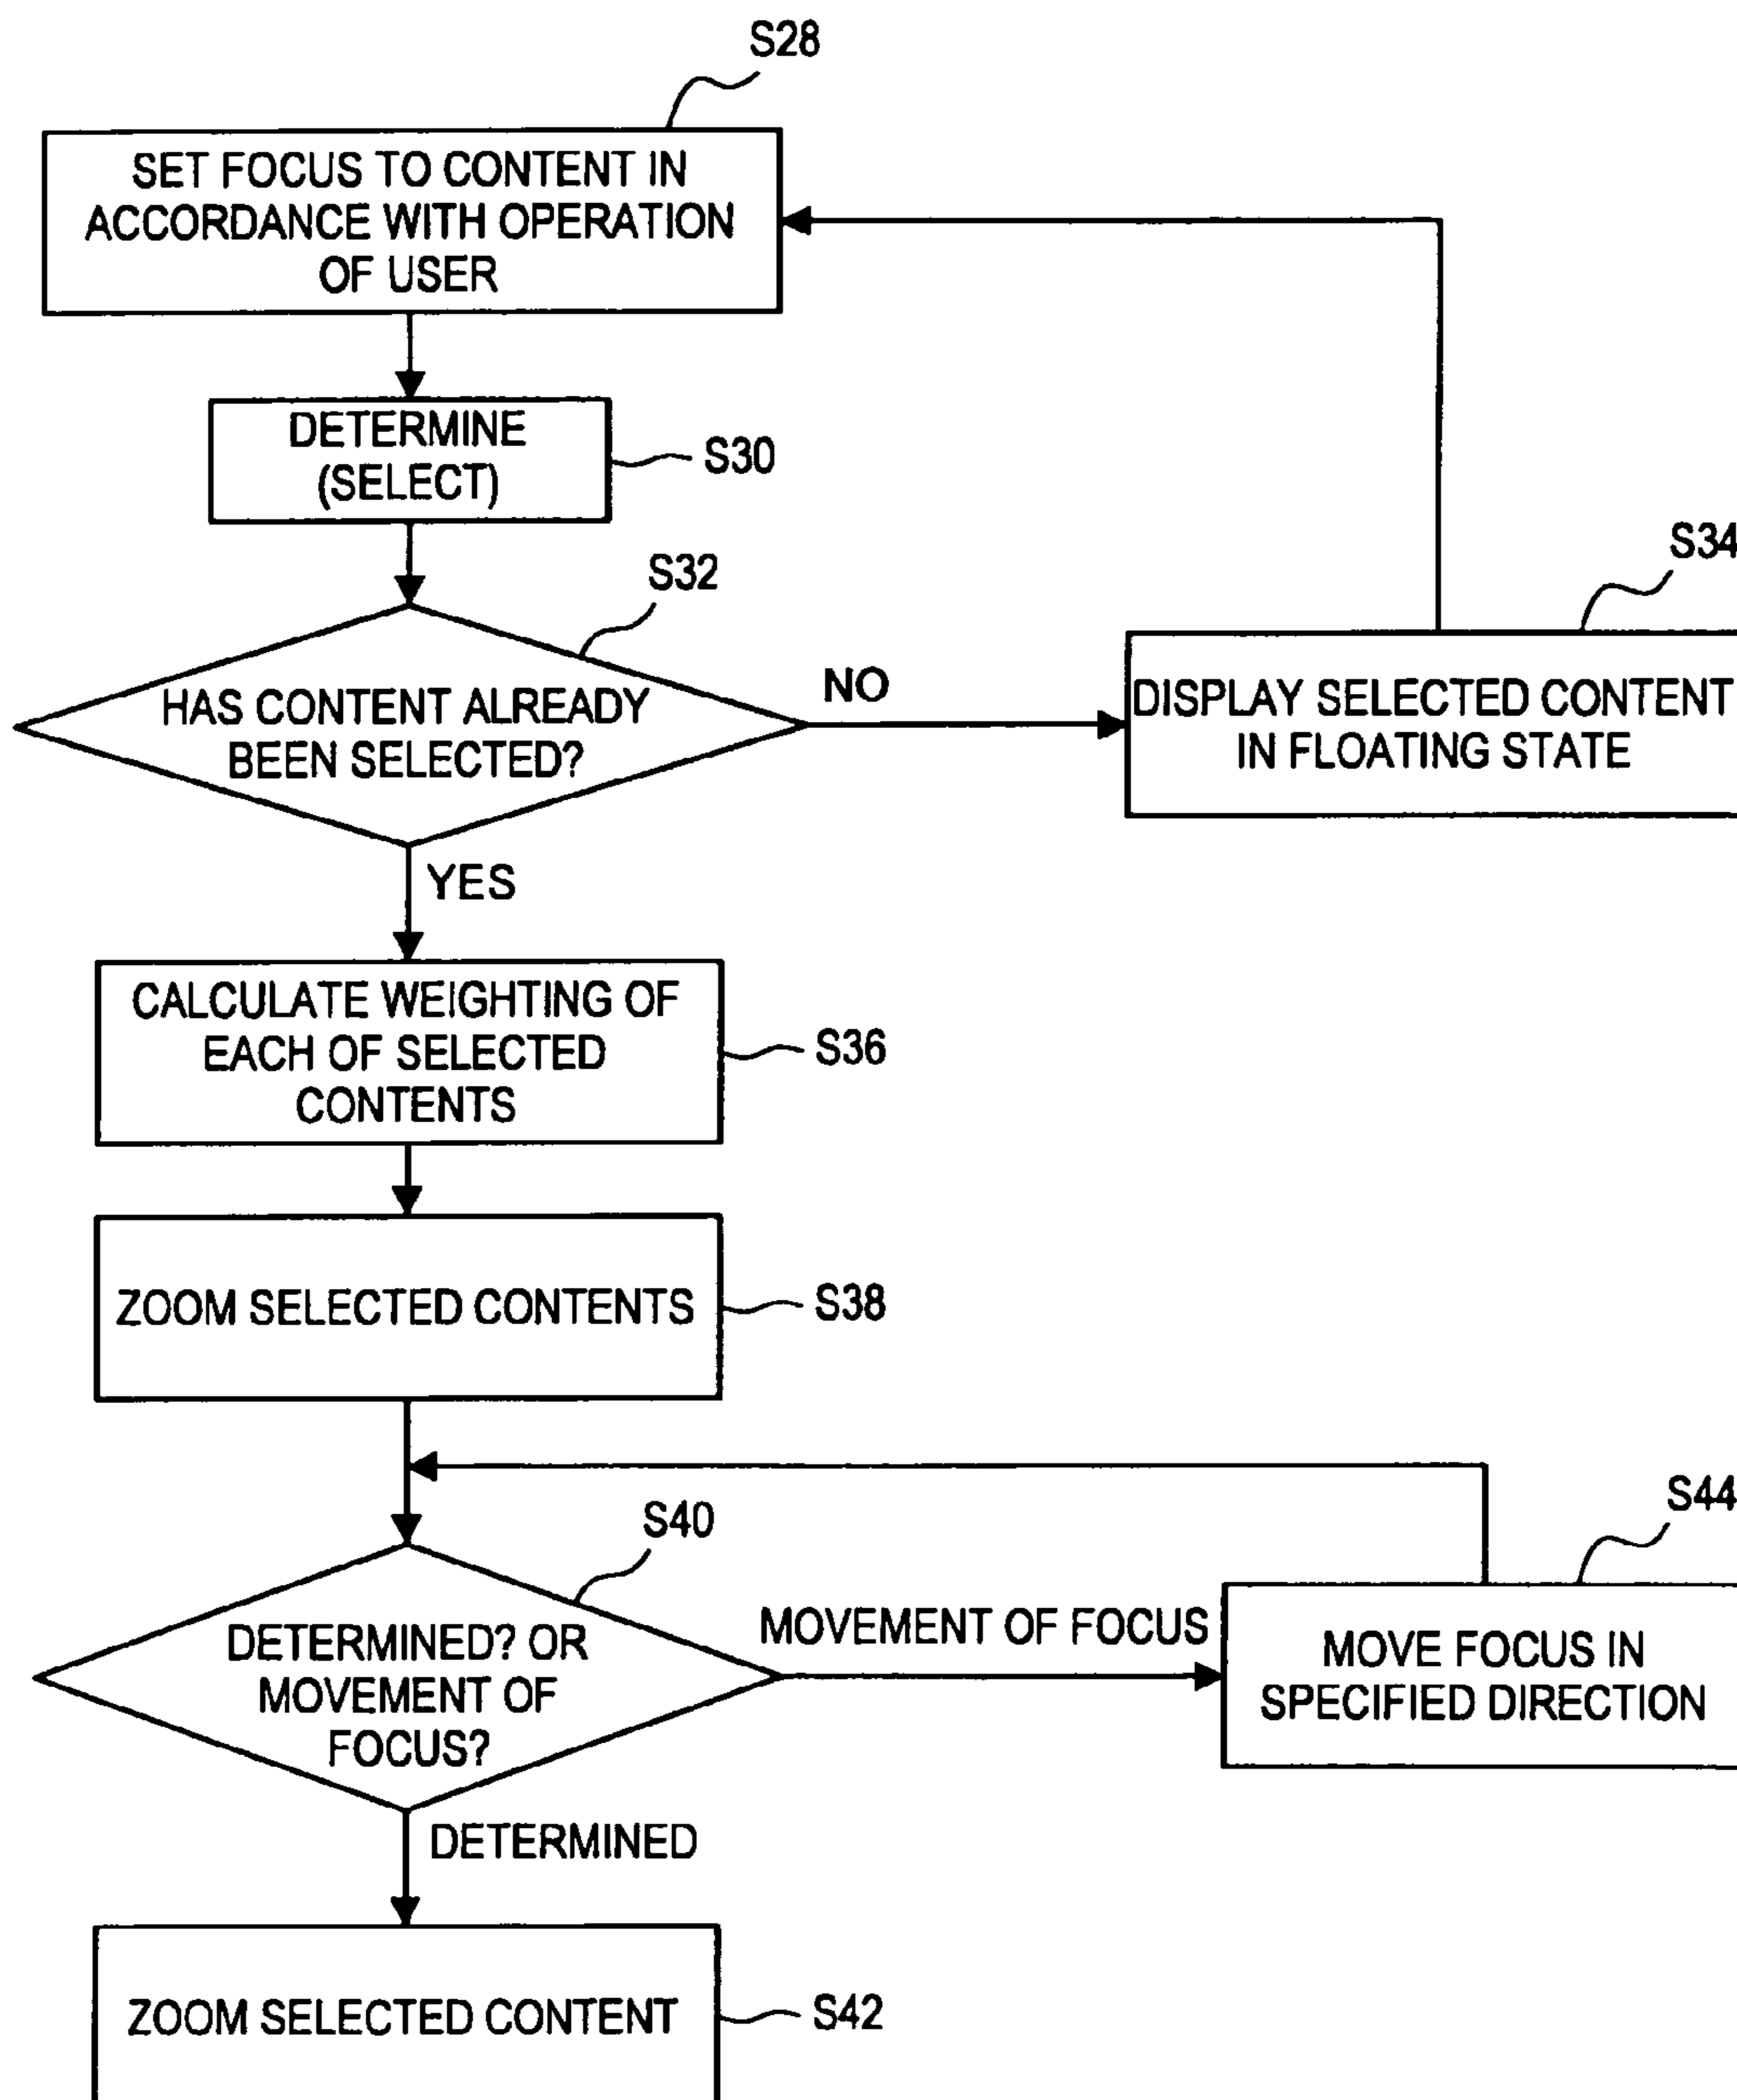 S28
SET FOCUS TO CONTENT IN
ACCORDANCE WITH OPERATION
OF USER
DETERMINE
(SELECT)
S30
S32
HAS CONTENT ALREADY
BEEN SELECTED?
NO
S34
DISPLAY SELECTED CONTENT
IN FLOATING STATE
YES
CALCULATE WEIGHTING OF
EACH OF SELECTED
CONTENTS
S36
ZOOM SELECTED CONTENTS
S38
S40
DETERMINED? OR
MOVEMENT OF
FOCUS?
MOVEMENT OF FOCUS
S44
MOVE FOCUS IN
SPECIFIED DIRECTION
DETERMINED
ZOOM SELECTED CONTENT
S42